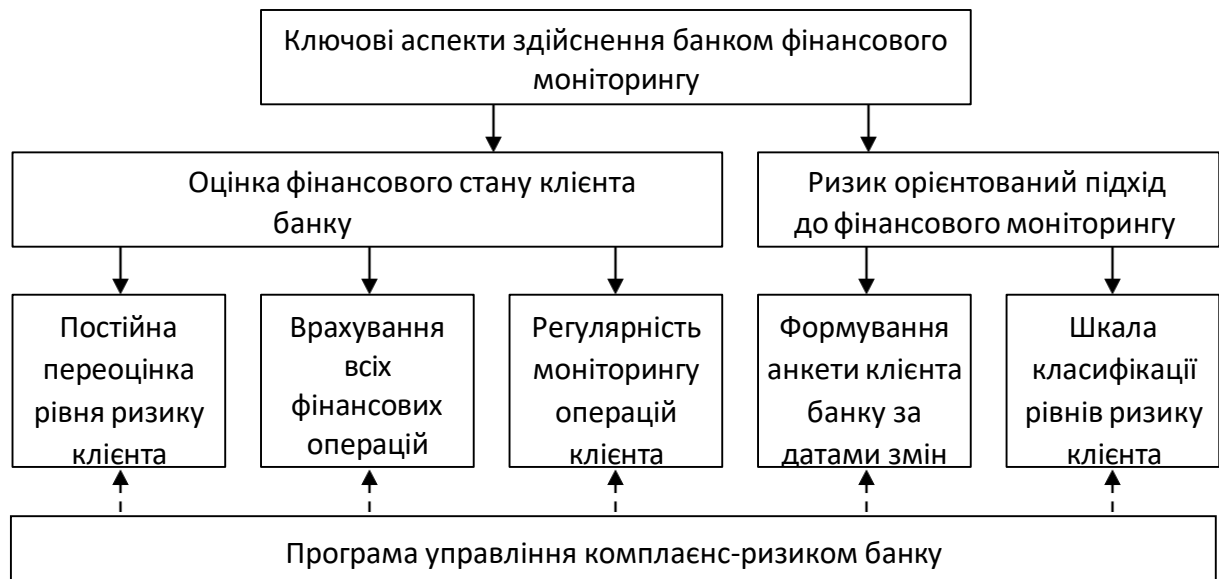 Ключові аспекти здійснення банком фінансового
моніторингу
Оцінка фінансового стану клієнта
банку
Ризик орієнтований підхід
до фінансового моніторингу
Постійна
переоцінка
рівня ризику
клієнта
Врахування
всіх
фінансових
операцій
Регулярність
моніторингу
операцій
клієнта
Формування
анкети клієнта
банку за
датами змін
Шкала
класифікації
рівнів ризику
клієнта
Програма управління комплаєнс-ризиком банку